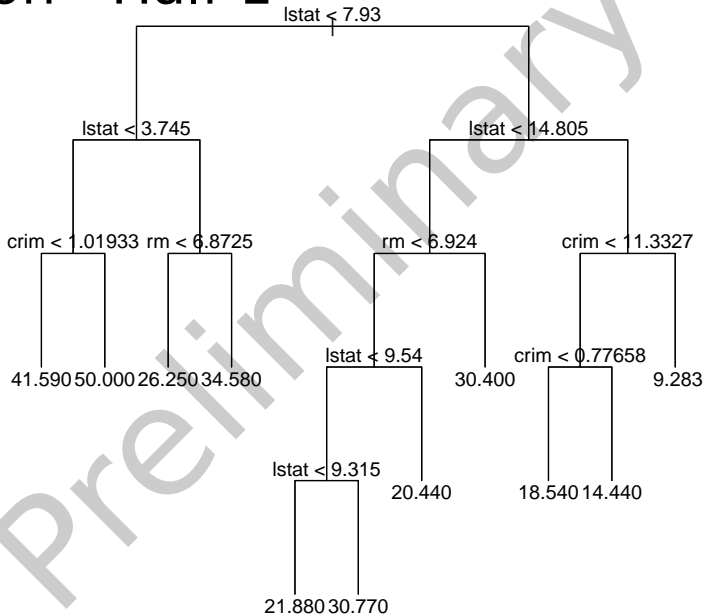 lstat < 7.93
lstat < 3.745 lstat < 14.805
crim < 1.01933 rm < 6.8725 rm < 6.924 crim < 11.3327
lstat < 9.54 crim < 0.77658
41.590 50.000 26.250 34.580 30.400 9.283
lstat < 9.315
20.440 18.540 14.440
21.880 30.770
Preliminary